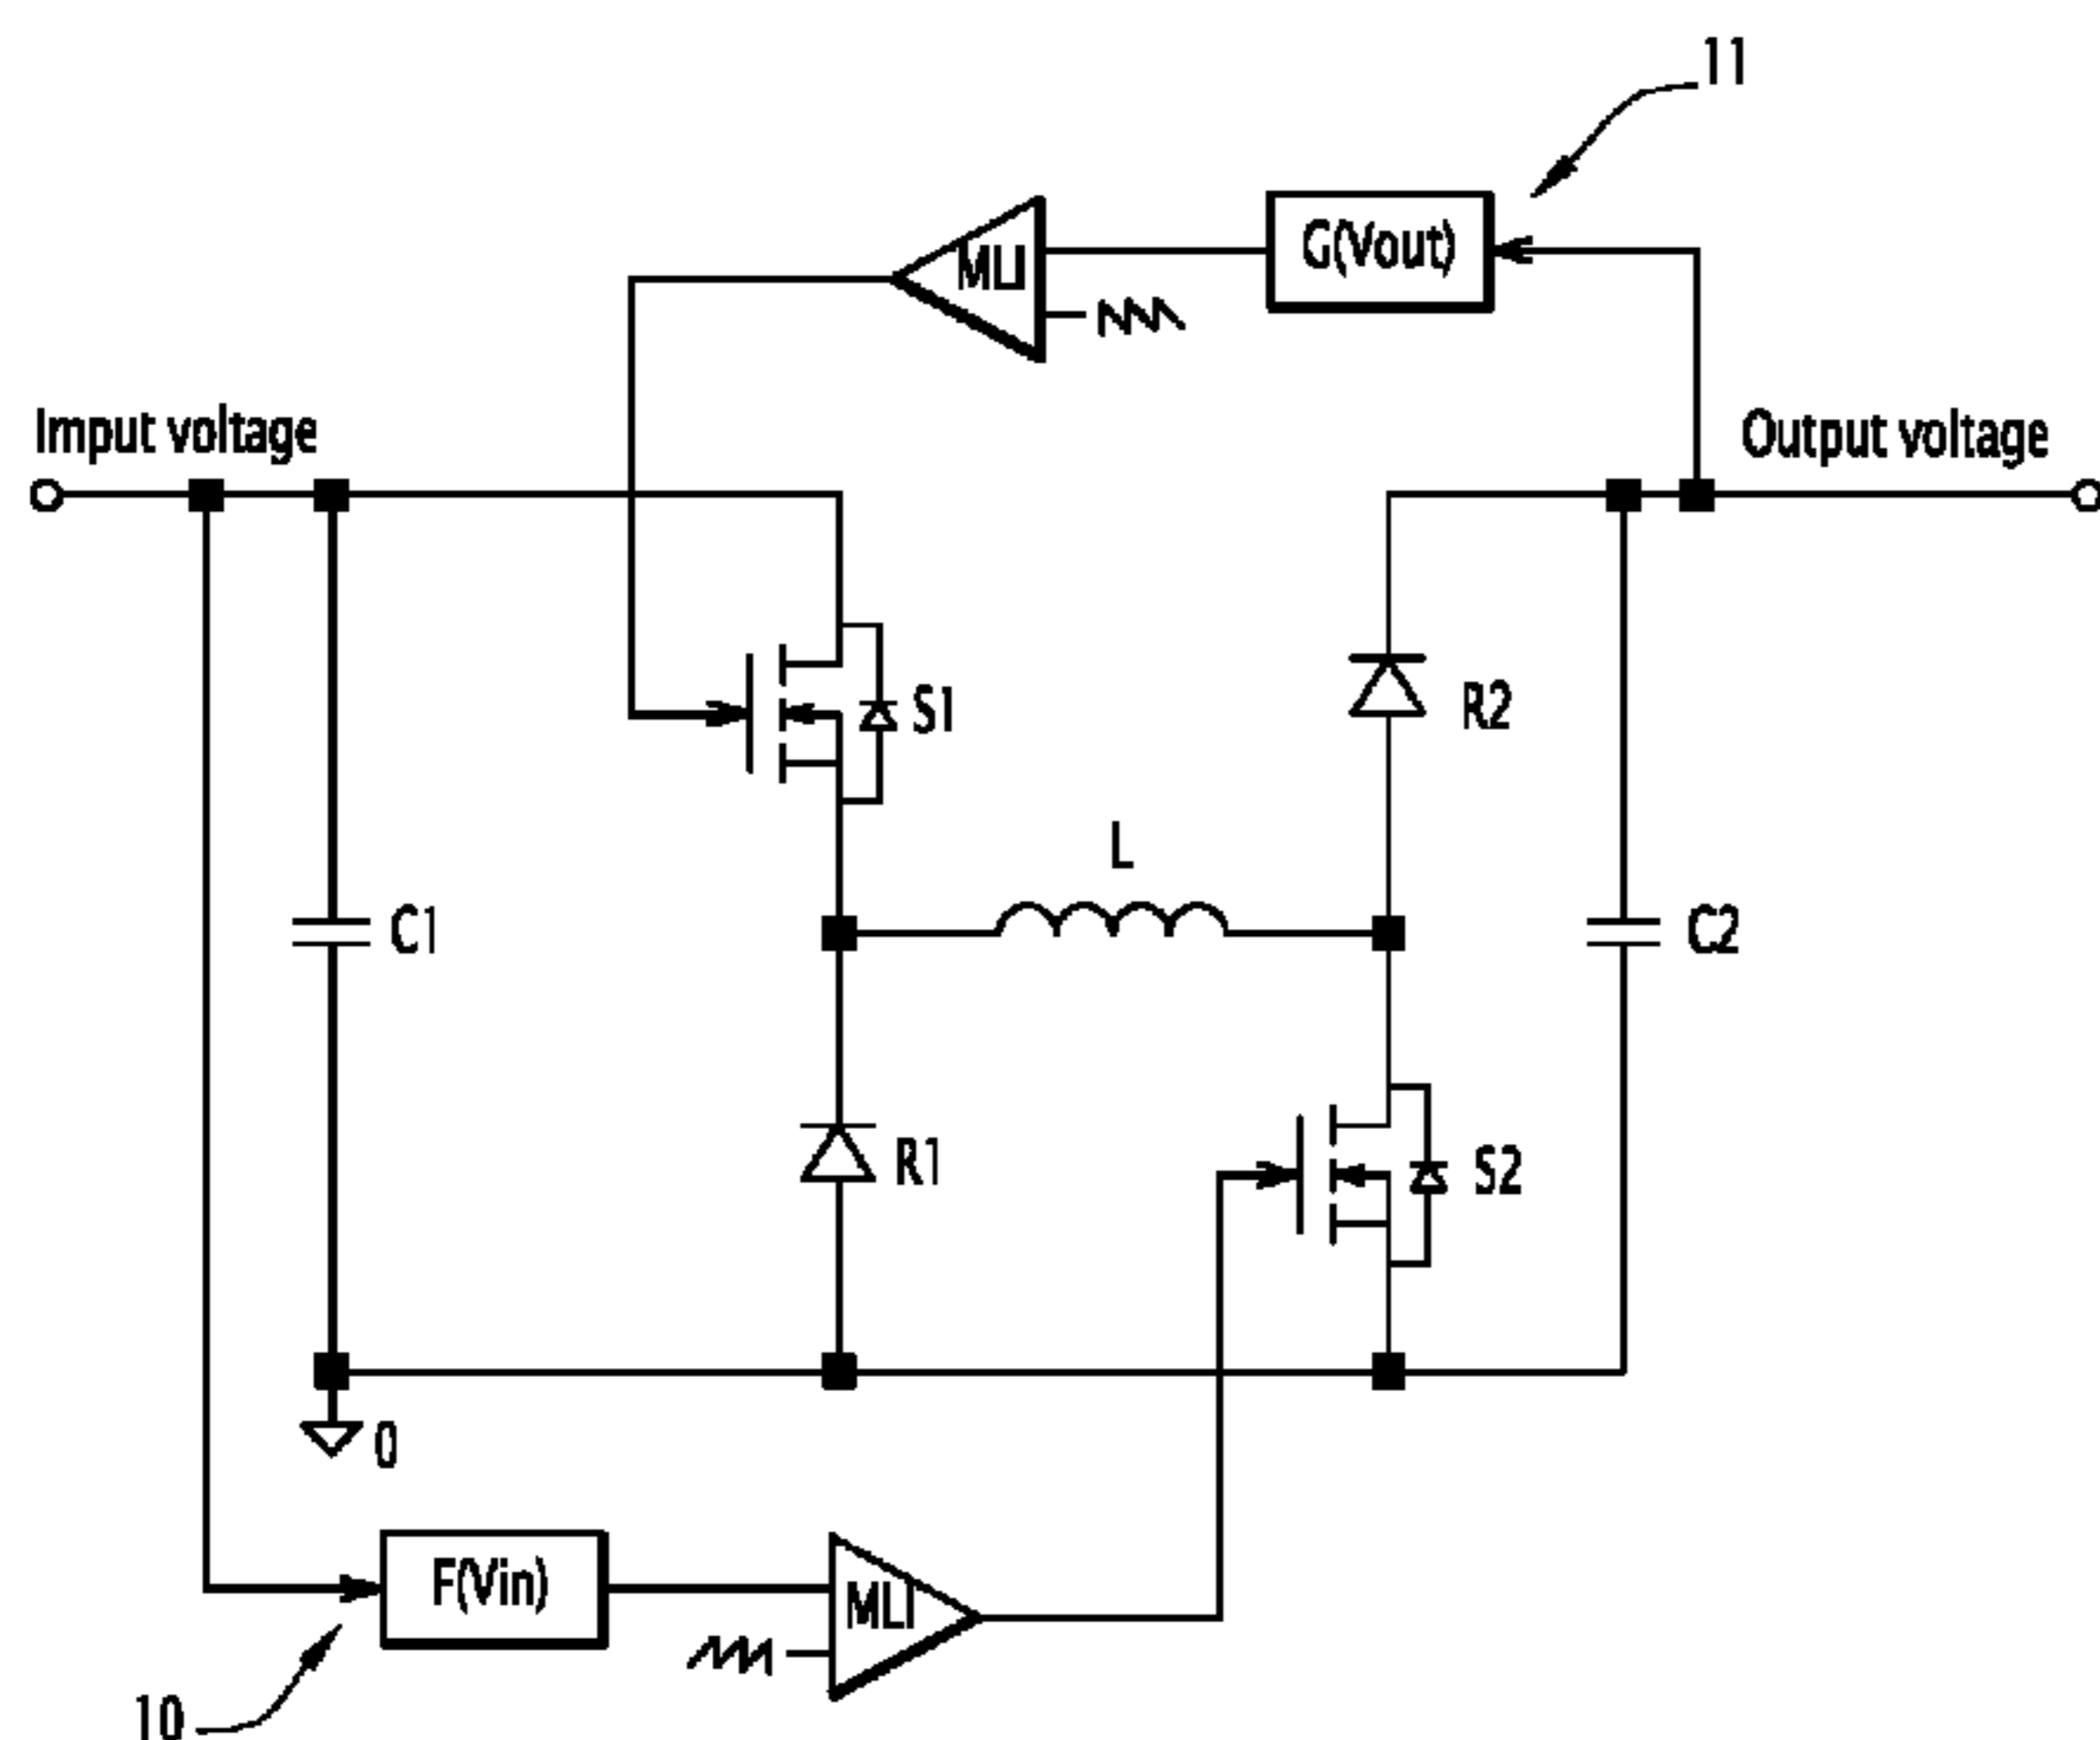 11
G(Vout)
MLI
Imput voltage
Output voltage
S1
R2
L
C1
C2
R1
S2
0
F(Vin)
MLI
10